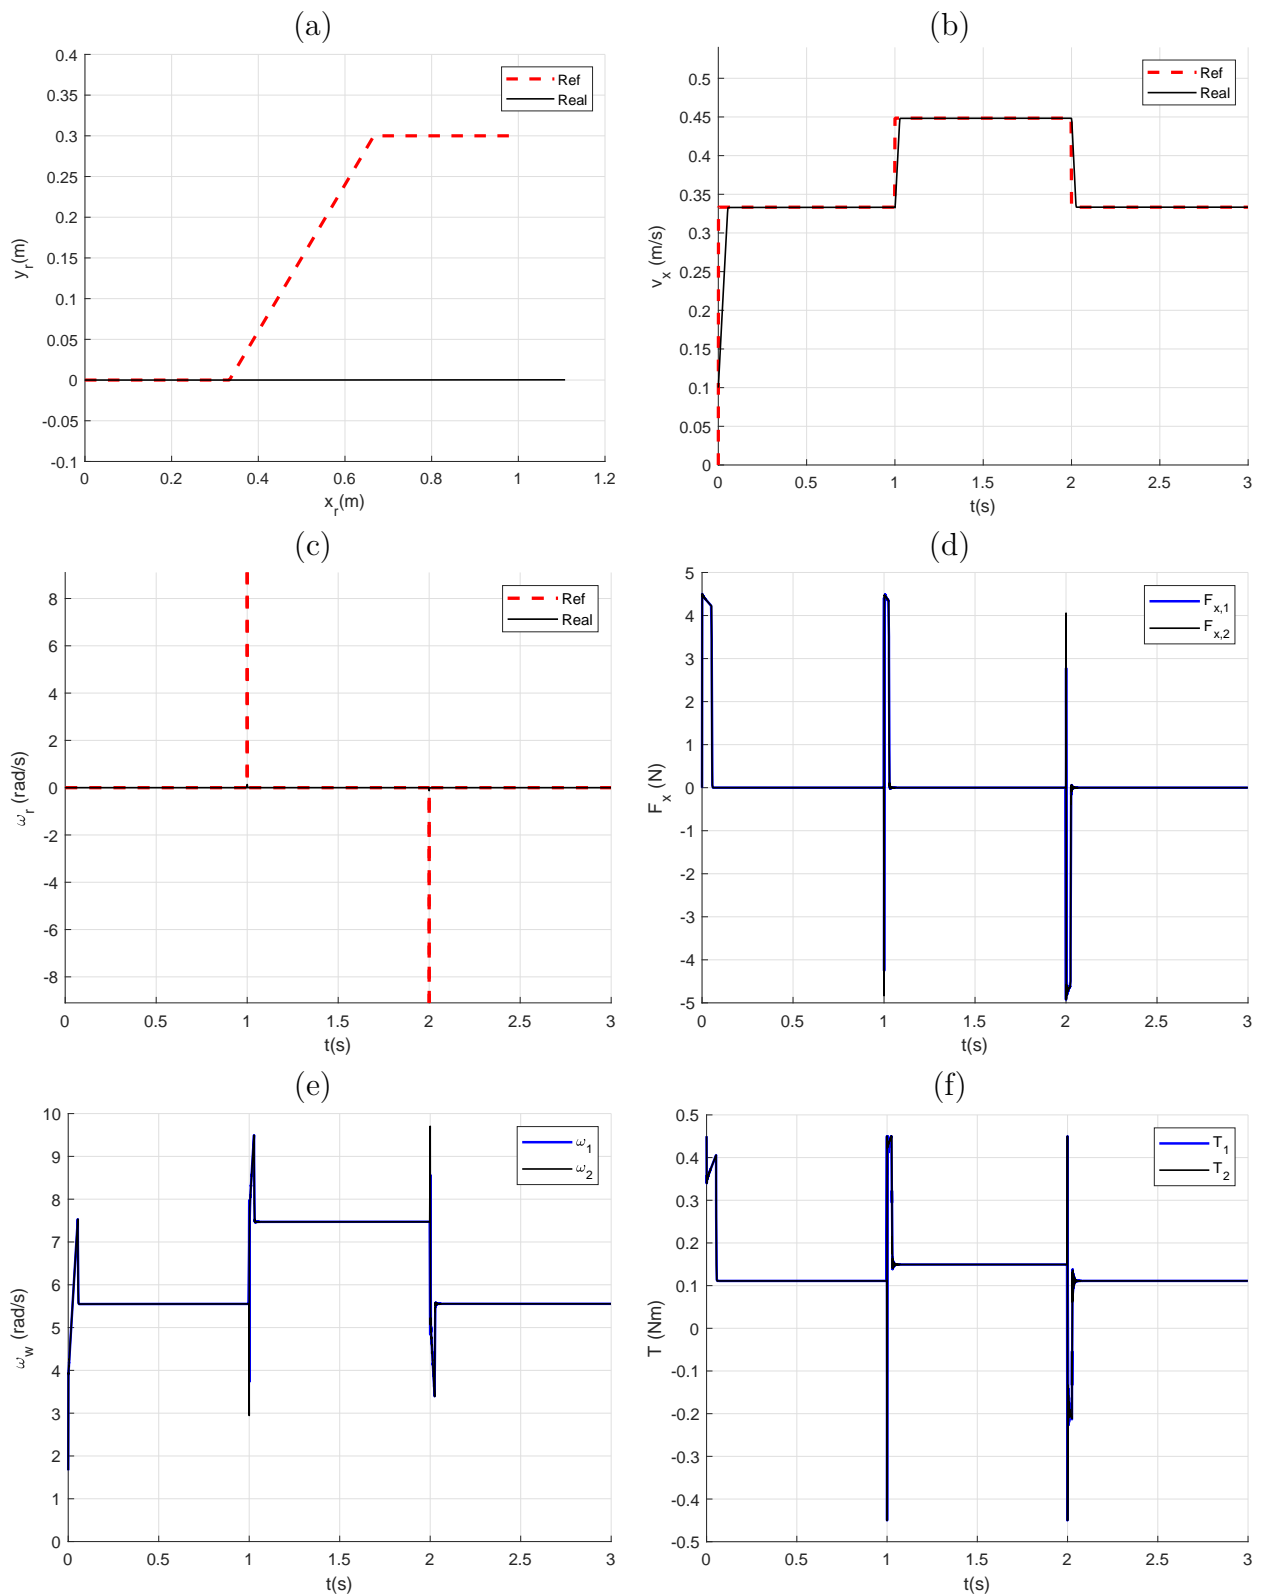 (a)
0.4
0.35
0.3
0.25
0.2
0.15
0.1
0.05
0
-0.05
-0.1
y_r(m)
Ref
Real
0 0.2 0.4 0.6 0.8 1 1.2
x_r(m)
(b)
0.5
0.45
0.4
0.35
0.3
0.25
0.2
0.15
0.1
0.05
0
v_x (m/s)
Ref
Real
0 0.5 1 1.5 2 2.5 3
t(s)
(c)
8
6
4
2
0
-2
-4
-6
-8
ω_r (rad/s)
Ref
Real
0 0.5 1 1.5 2 2.5 3
t(s)
(d)
5
4
3
2
1
0
-1
-2
-3
-4
-5
F_x (N)
F_x,1
F_x,2
0.5 1 1.5 2 2.5 3
0
t(s)
(e)
10
9
8
7
6
5
4
3
2
1
0
ω_w (rad/s)
ω_1
ω_2
0 0.5 1 1.5 2 2.5 3
t(s)
(f)
0.5
0.4
0.3
0.2
0.1
0
-0.1
-0.2
-0.3
-0.4
-0.5
T (Nm)
T_1
T_2
0 0.5 1 1.5 2 2.5 3
t(s)